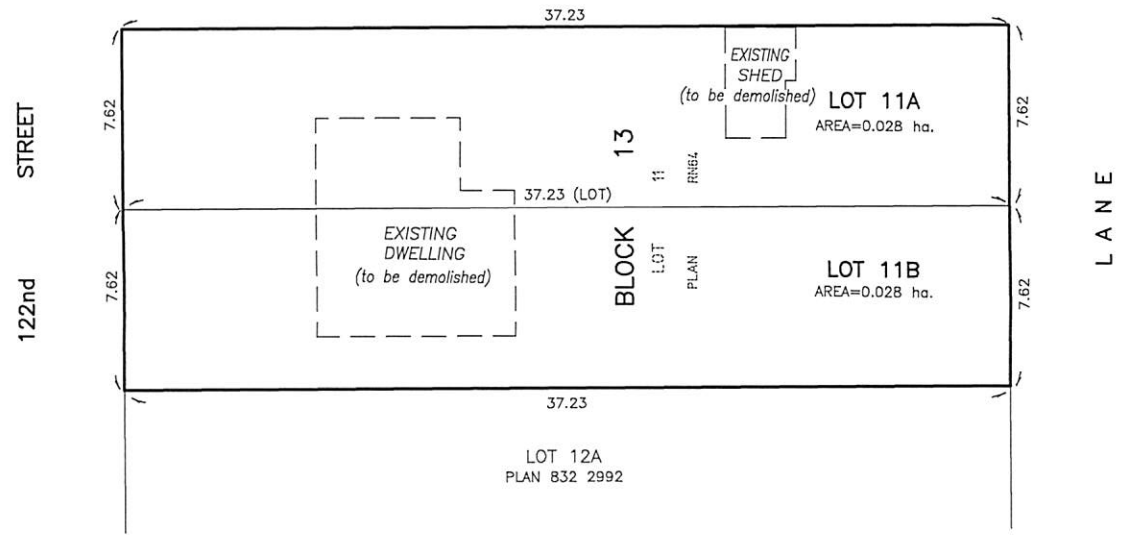 37.23
122nd STREET
7.62
7.62
EXISTING
SHED
(to be demolished)
LOT 11A
AREA=0.028 ha.
7.62
7.62
LANE
37.23 (LOT)
BLOCK 13
LOT 11
PLAN RN64
EXISTING
DWELLING
(to be demolished)
LOT 11B
AREA=0.028 ha.
37.23
LOT 12A
PLAN 832 2992